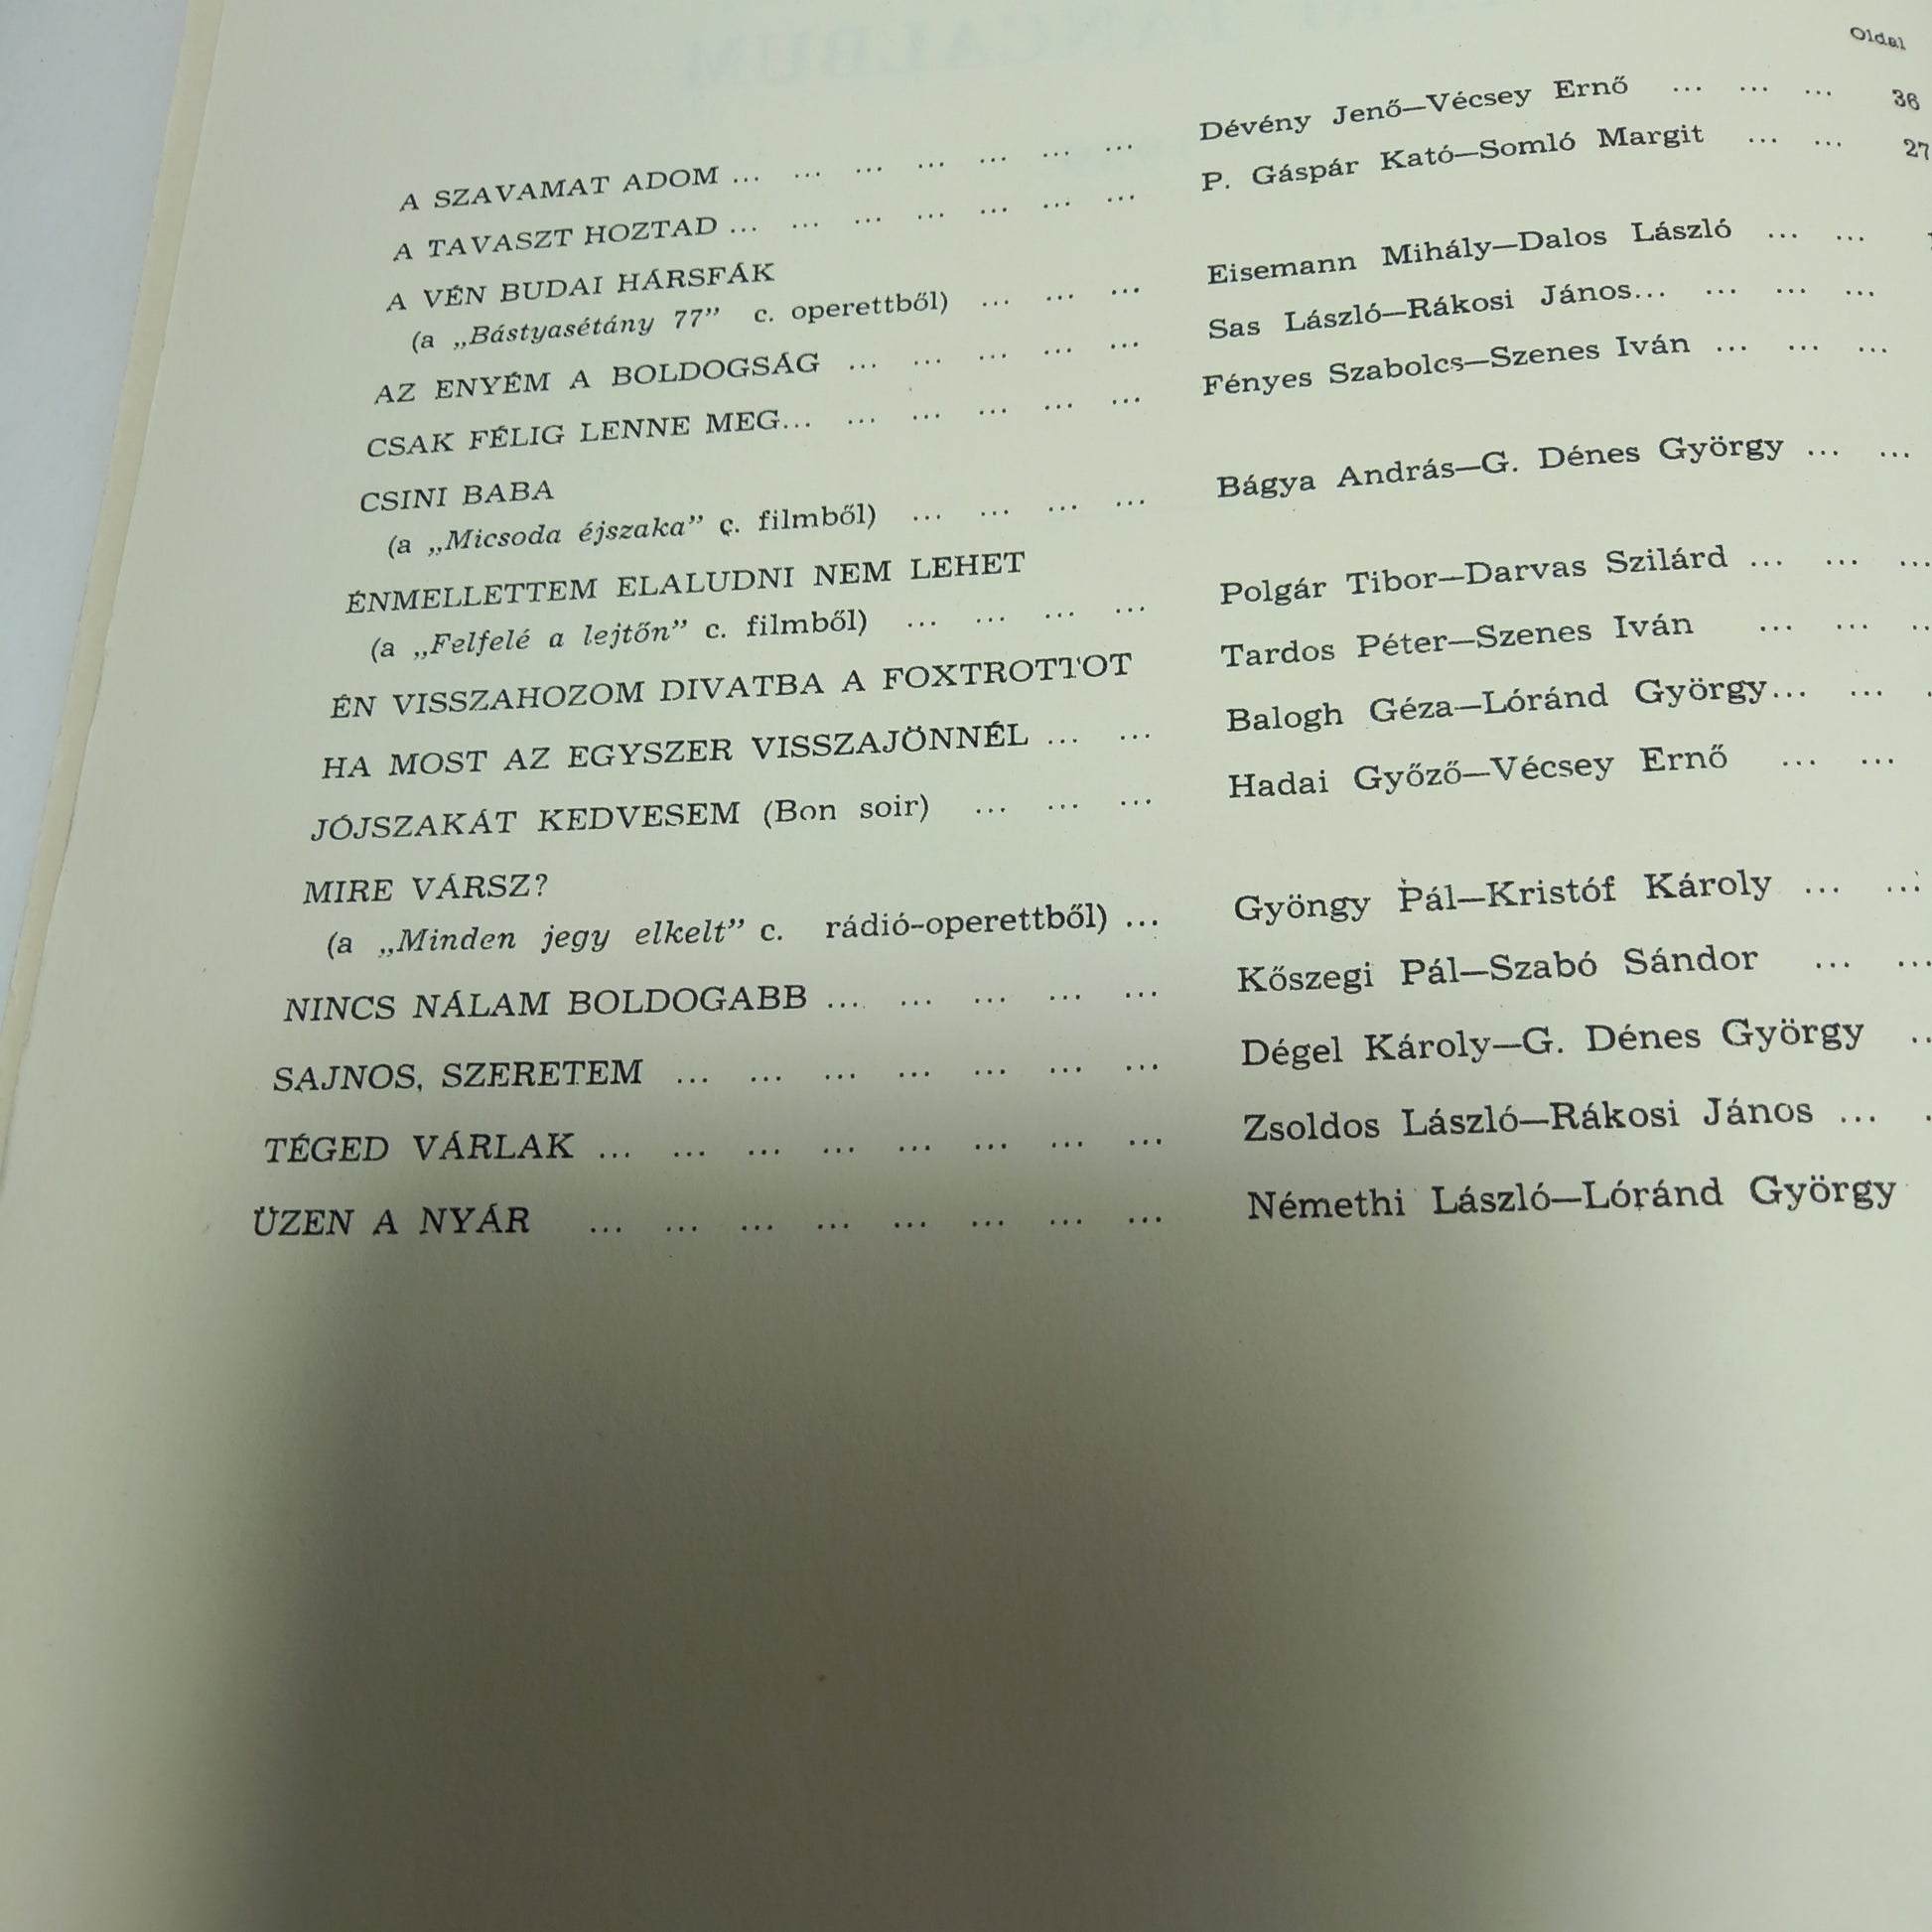 Oldal
A SZAVAMAT ADOM ... ... ... ... ... ... ... Dévény Jenő—Vécsey Ernő ... ... ... 36
A TAVASZT HOZTAD ... ... ... ... ... ... ... P. Gáspár Kató—Somló Margit ... ... 27
A VÉN BUDAI HÁRSFÁK
(a „Bástyasétány 77” c. operettből) ... ... ... Eisemann Mihály—Dalos László ... ...
AZ ENYÉM A BOLDOGSÁG ... ... ... ... ... Sas László—Rákosi János... ... ... ...
CSAK FÉLIG LENNE MEG... ... ... ... ... ... Fényes Szabolcs—Szenes Iván ... ... ...
CSINI BABA
(a „Micsoda éjszaka” c. filmből) ... ... ... ... Bágya András—G. Dénes György ... ...
ÉNMELLETTEM ELALUDNI NEM LEHET
(a „Felfelé a lejtőn” c. filmből) ... ... ... ... Polgár Tibor—Darvas Szilárd ... ... ...
ÉN VISSZAHOZOM DIVATBA A FOXTROTTOT Tardos Péter—Szenes Iván ... ... ..
HA MOST AZ EGYSZER VISSZAJÖNNÉL ... ... Balogh Géza—Lóránd György... ... .
JÓJSZAKÁT KEDVESEM (Bon soir) ... ... ... Hadai Győző—Vécsey Ernő ... ...
MIRE VÁRSZ?
(a „Minden jegy elkelt” c. rádió-operettből) ... Gyöngy Pál—Kristóf Károly ... ...
NINCS NÁLAM BOLDOGABB ... ... ... ... ... Kőszegi Pál—Szabó Sándor ... ...
SAJNOS, SZERETEM ... ... ... ... ... ... ... Dégel Károly—G. Dénes György ..
TÉGED VÁRLAK ... ... ... ... ... ... ... ... Zsoldos László—Rákosi János ... .
ÜZEN A NYÁR ... ... ... ... ... ... ... ... Némethi László—Lóránd György